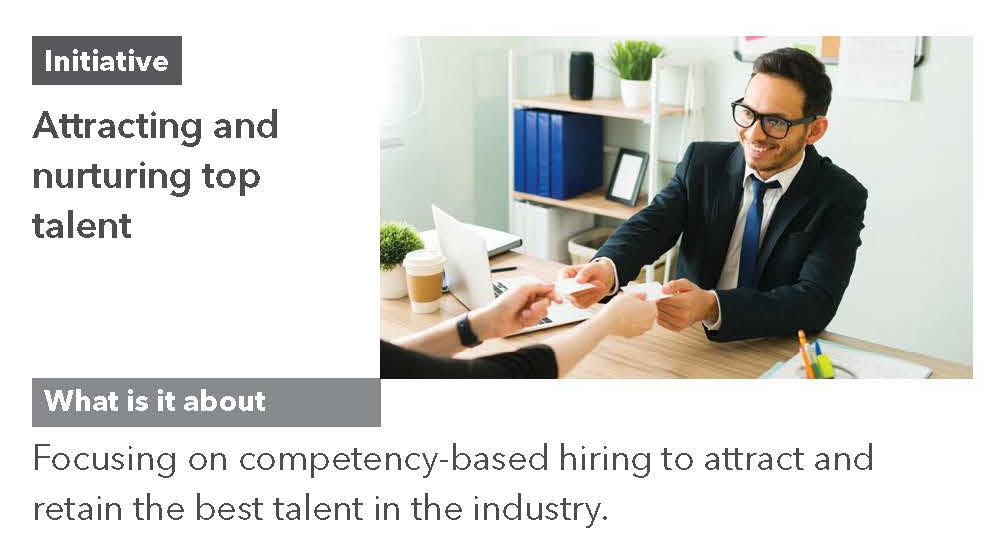 Initiative
Attracting and
nurturing top
talent
What is it about
Focusing on competency-based hiring to attract and
retain the best talent in the industry.